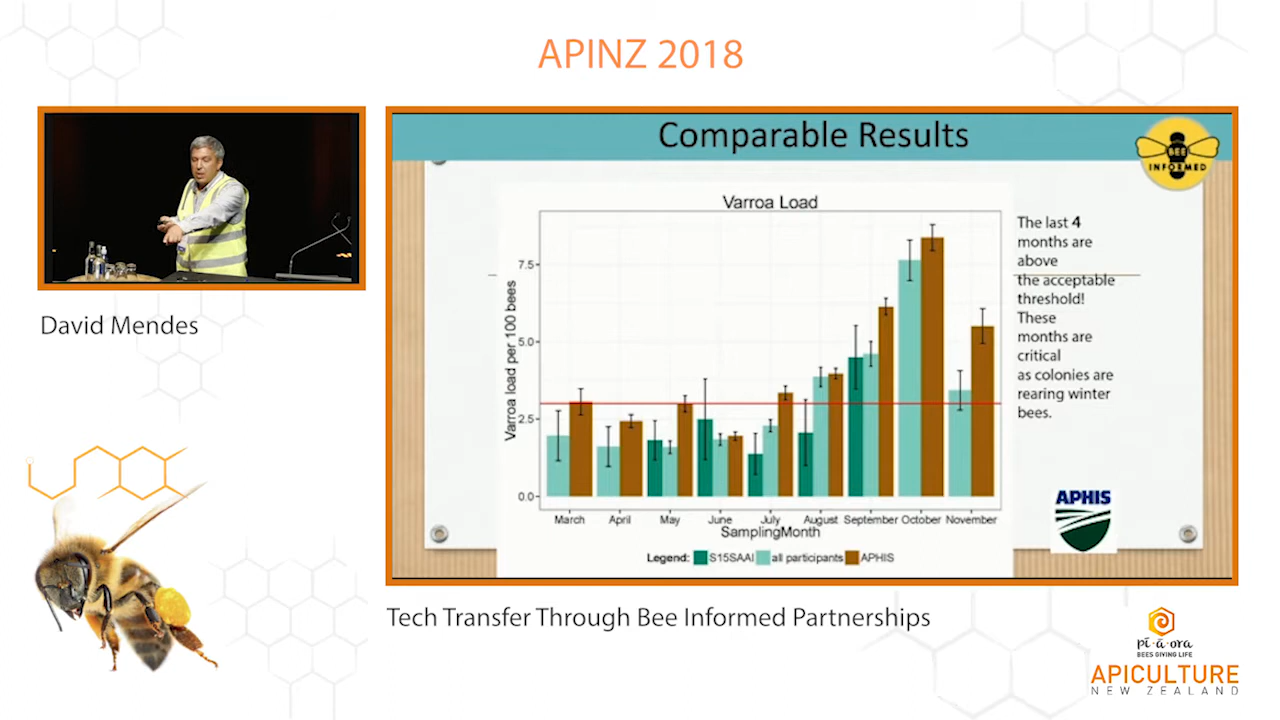 APINZ 2018
David Mendes
Comparable Results
BEE
INFORMED
Varroa Load
Varroa load per 100 bees
7.5
5.0
2.5
0.0
March April May June July August September October November
SamplingMonth
Legend: S15SAAI all participants APHIS
The last 4
months are
above
the acceptable
threshold!
These
months are
critical
as colonies are
rearing winter
bees.
APHIS
Tech Transfer Through Bee Informed Partnerships
pī-ā-ora
BEES GIVING LIFE
APICULTURE
NEW ZEALAND